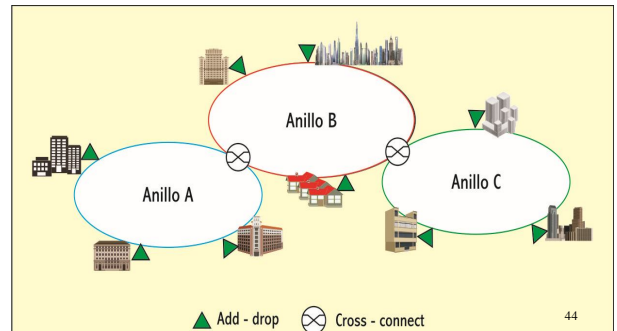 Anillo B
Anillo A
Anillo C
Add - drop
Cross - connect
44